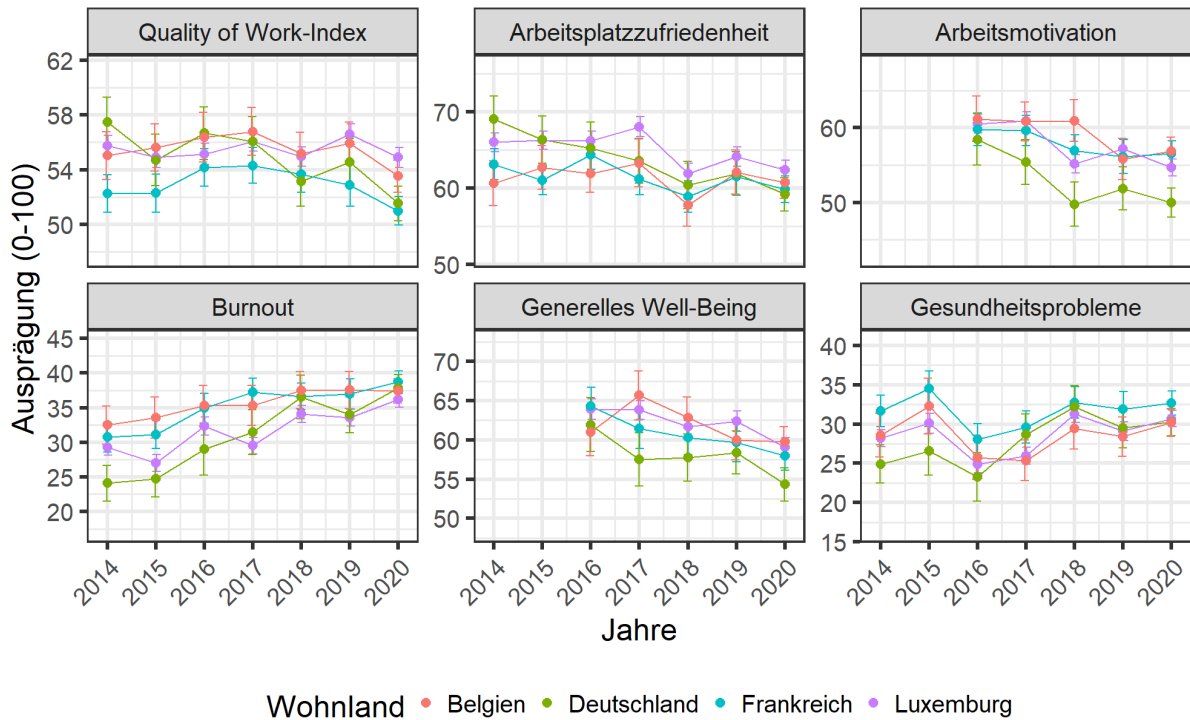 Quality of Work-Index
Arbeitsplatzzufriedenheit
Arbeitsmotivation
62
58
54
50
70
60
50
60
50
Ausprägung (0-100)
Burnout
Generelles Well-Being
Gesundheitsprobleme
45
40
35
30
25
20
70
65
60
55
50
40
35
30
25
20
15
2014 2015 2016 2017 2018 2019 2020
2014 2015 2016 2017 2018 2019 2020
2014 2015 2016 2017 2018 2019 2020
Jahre
Wohnland Belgien Deutschland Frankreich Luxemburg